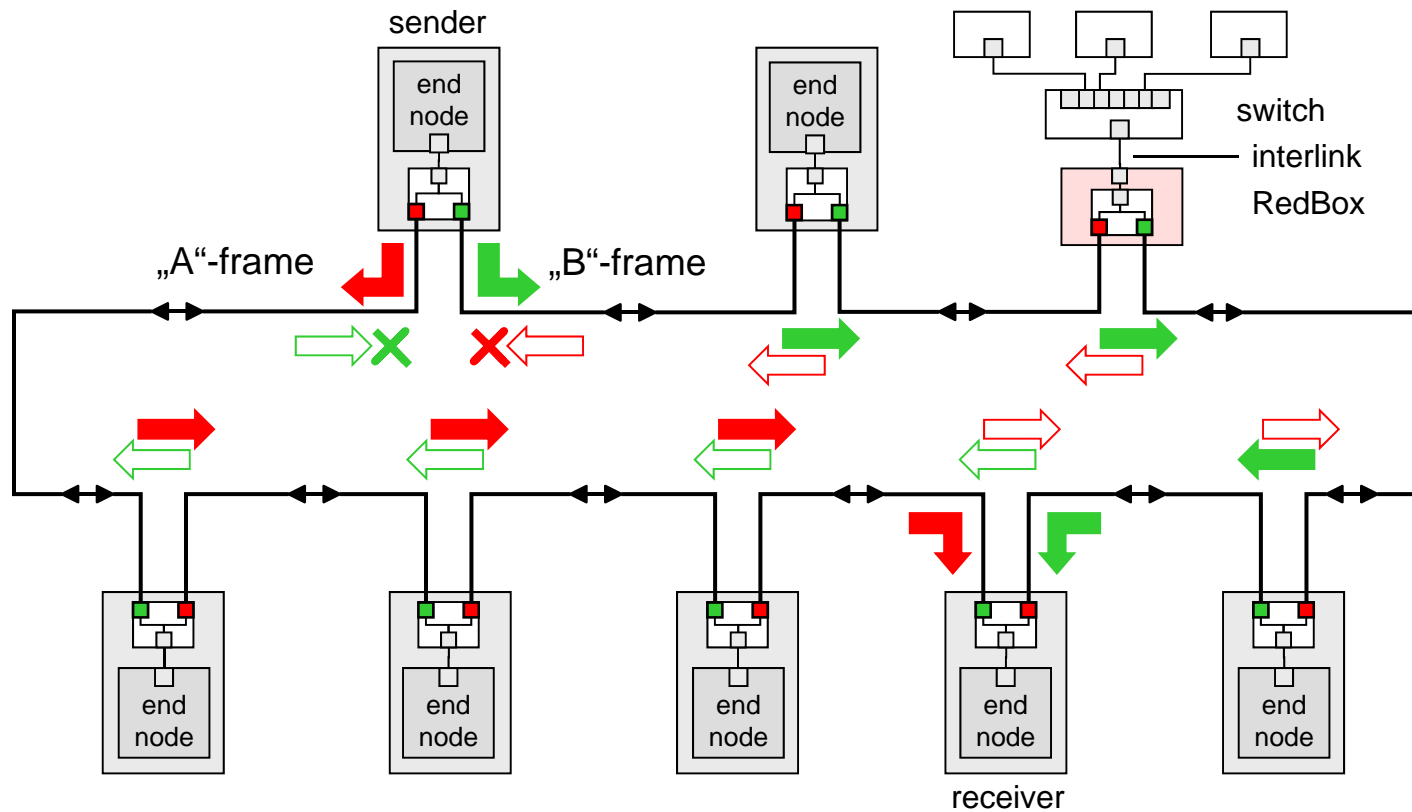 sender
end
node
end
node
switch
interlink
RedBox
„A“-frame
„B“-frame
end
node
end
node
end
node
end
node
end
node
receiver